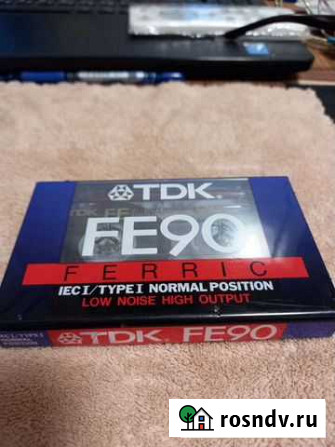 TDK
FE90
FERRIC
IEC I/TYPE I NORMAL POSITION
LOW NOISE HIGH OUTPUT
TDK FE90
rosndv.ru